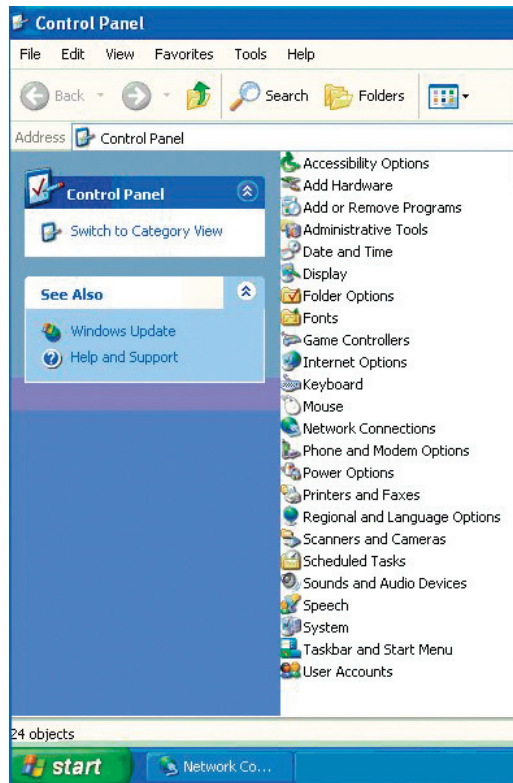 Control Panel
File Edit View Favorites Tools Help
Back Search Folders
Address Control Panel
Control Panel
Switch to Category View
See Also
Windows Update
Help and Support
Accessibility Options
Add Hardware
Add or Remove Programs
Administrative Tools
Date and Time
Display
Folder Options
Fonts
Game Controllers
Internet Options
Keyboard
Mouse
Network Connections
Phone and Modem Options
Power Options
Printers and Faxes
Regional and Language Options
Scanners and Cameras
Scheduled Tasks
Sounds and Audio Devices
Speech
System
Taskbar and Start Menu
User Accounts
24 objects
start Network Co...